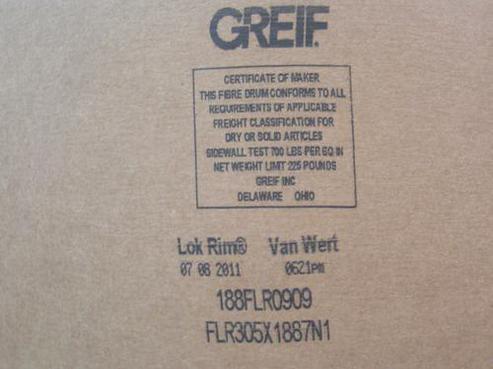 GREIF.
CERTIFICATE OF MAKER
THIS FIBRE DRUM CONFORMS TO ALL
REQUIREMENTS OF APPLICABLE
FREIGHT CLASSIFICATION FOR
DRY OR SOLID ARTICLES
SIDEWALL TEST 700 LBS PER SQ IN
NET WEIGHT LIMIT 225 POUNDS
GREIF INC
DELAWARE OHIO
Lok Rim® Van Wert
07 08 2011 0621PM
188FLR0909
FLR305X1887N1